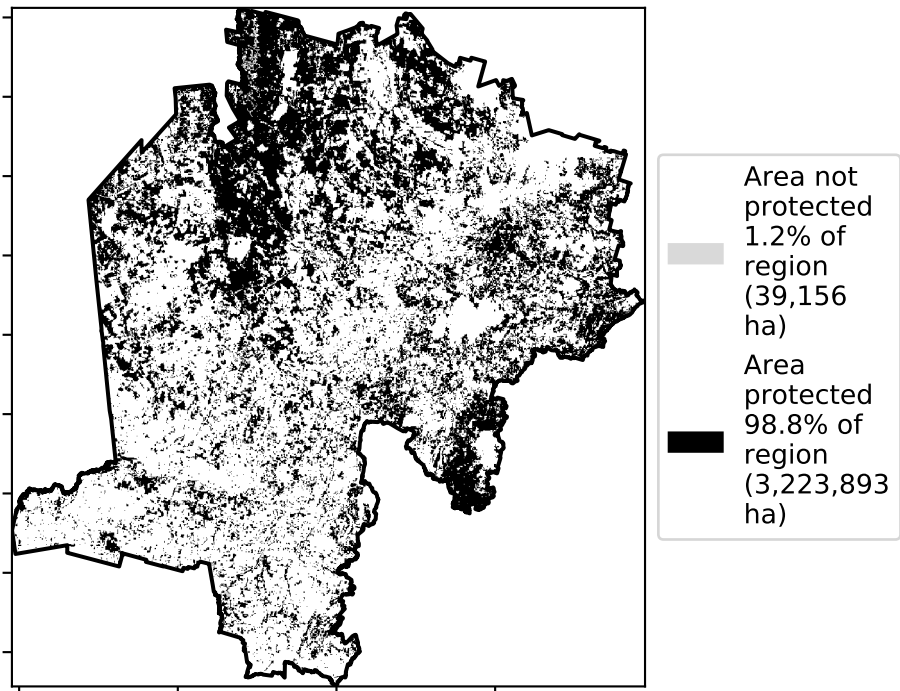 Area not
protected
1.2% of
region
(39,156
ha)
Area
protected
98.8% of
region
(3,223,893
ha)